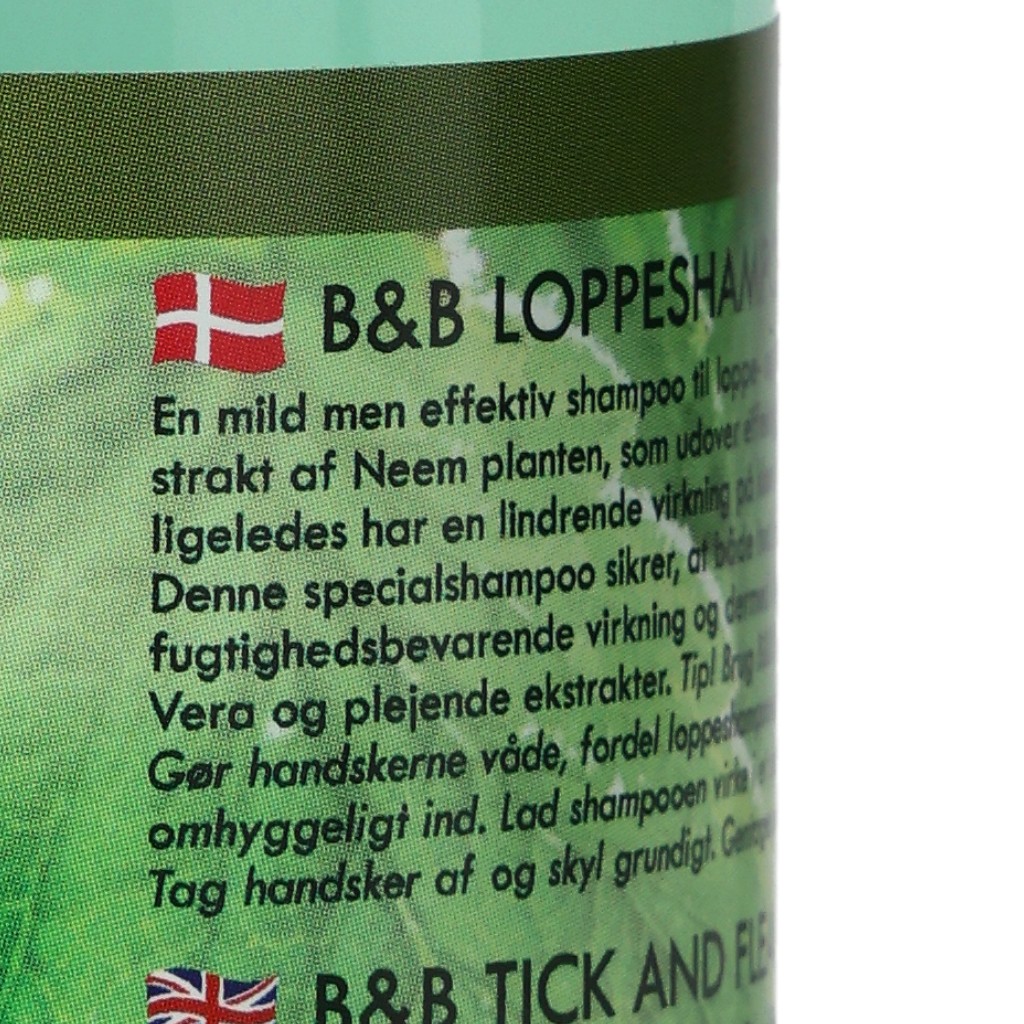 B&B LOPPESHAM
En mild men effektiv shampoo til loppe-
strakt af Neem planten, som udover
ligeledes har en lindrende virkning på
Denne specialshampoo sikrer, at både
fugtighedsbevarende virkning og
Vera og plejende ekstrakter. Tip! Brug
Gør handskerne våde, fordel
omhyggeligt ind. Lad shampooen virke
Tag handsker af og skyl grundigt.
B&B TICK AND FLE